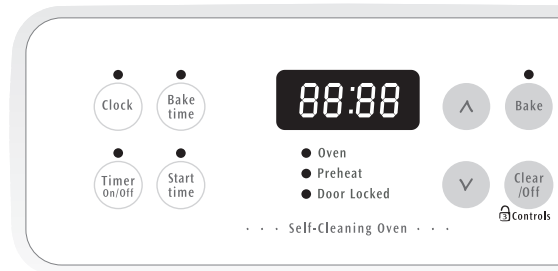 Clock
Bake
time
88:88
Bake
Timer
On/Off
Start
time
Oven
Preheat
Door Locked
Clear
/Off
3 Controls
· · · Self-Cleaning Oven · · ·